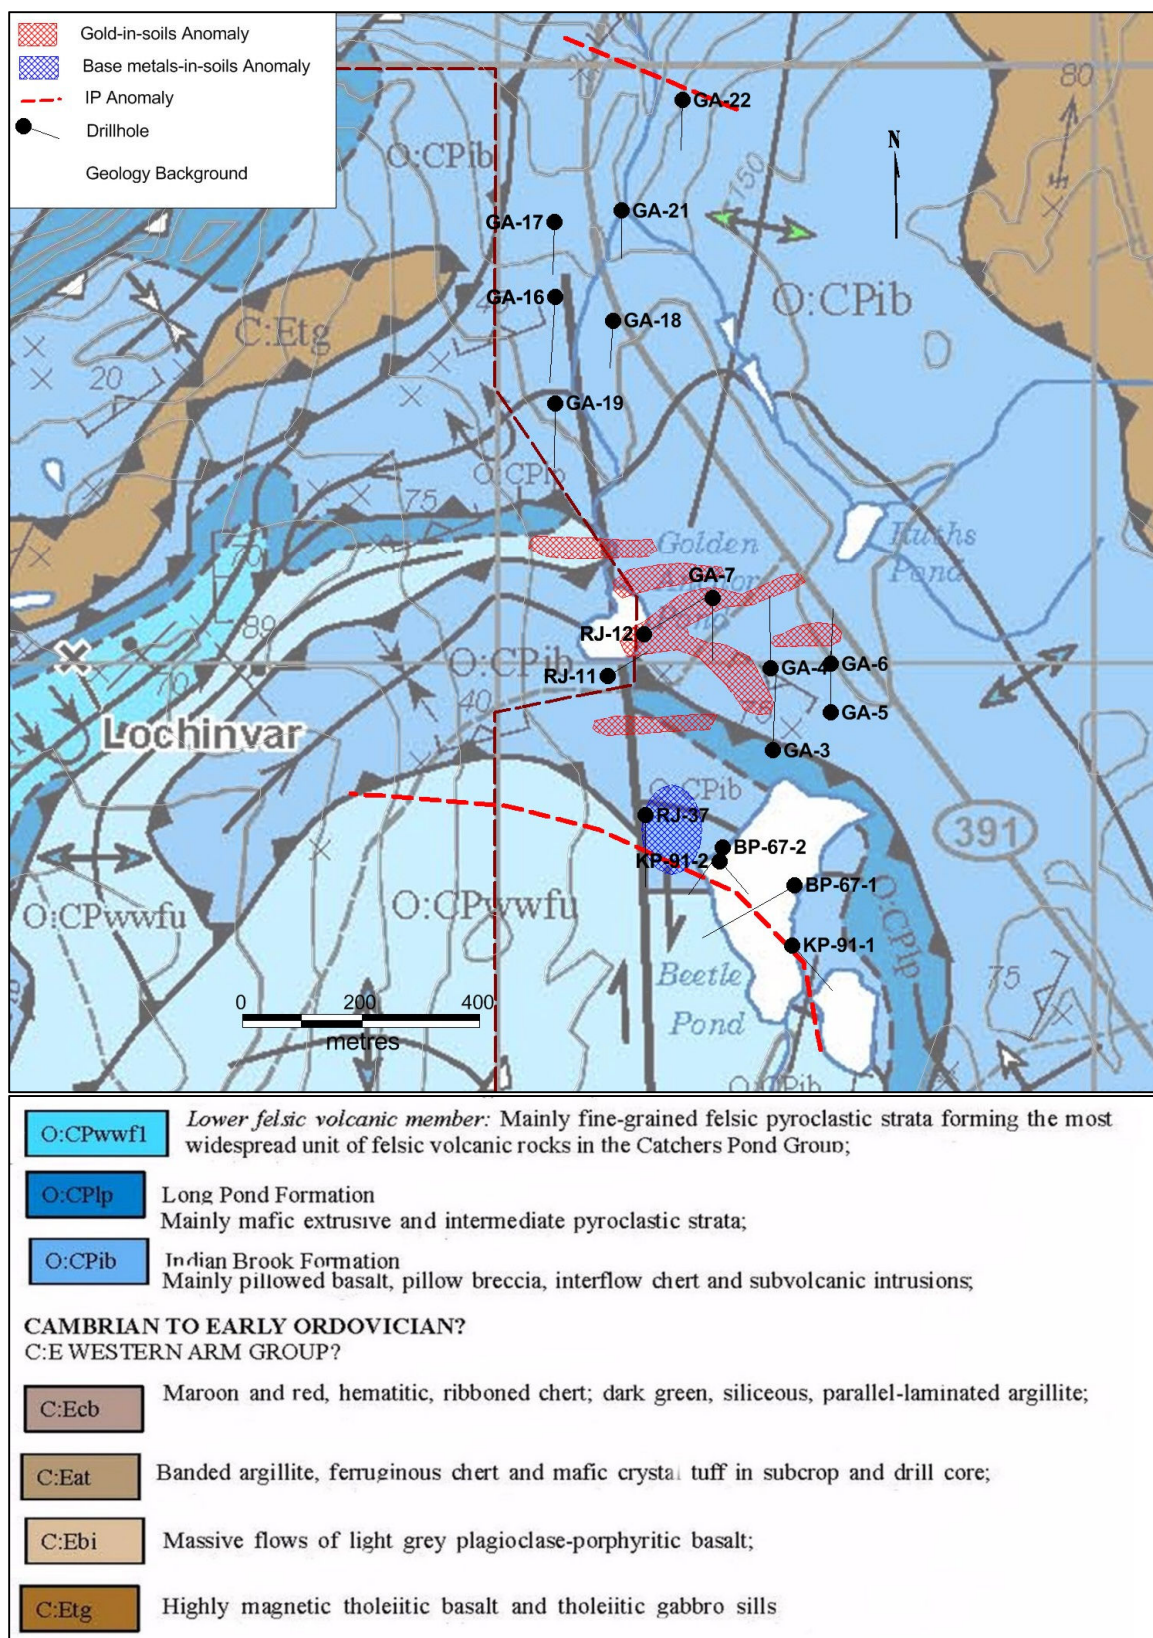 Gold-in-soils Anomaly
Base metals-in-soils Anomaly
IP Anomaly
Drillhole
Geology Background
GA-22
80
N
O:CPib
150
GA-17
GA-21
GA-16
O:CPib
GA-18
C:Etg
20
GA-19
O:CPib
75
Golden
Ruths
Pond
70
GA-7
89
RJ-12
O:CPib
GA-4
GA-6
RJ-11
70
40
GA-5
Lochinvar
GA-3
O:CPib
RJ-37
391
BP-67-2
KP-91-2
BP-67-1
O:CPwwfu
O:CPwwfu
O:CPlp
KP-91-1
Beetle
Pond
75
0 200 400
metres
O:CPib
O:CPwwf1 Lower felsic volcanic member: Mainly fine-grained felsic pyroclastic strata forming the most
widespread unit of felsic volcanic rocks in the Catchers Pond Group;
O:CPlp Long Pond Formation
Mainly mafic extrusive and intermediate pyroclastic strata;
O:CPib Indian Brook Formation
Mainly pillowed basalt, pillow breccia, interflow chert and subvolcanic intrusions;
CAMBRIAN TO EARLY ORDOVICIAN?
C:E WESTERN ARM GROUP?
C:Ecb Maroon and red, hematitic, ribboned chert; dark green, siliceous, parallel-laminated argillite;
C:Eat Banded argillite, ferruginous chert and mafic crystal tuff in subcrop and drill core;
C:Ebi Massive flows of light grey plagioclase-porphyritic basalt;
C:Etg Highly magnetic tholeiitic basalt and tholeiitic gabbro sills